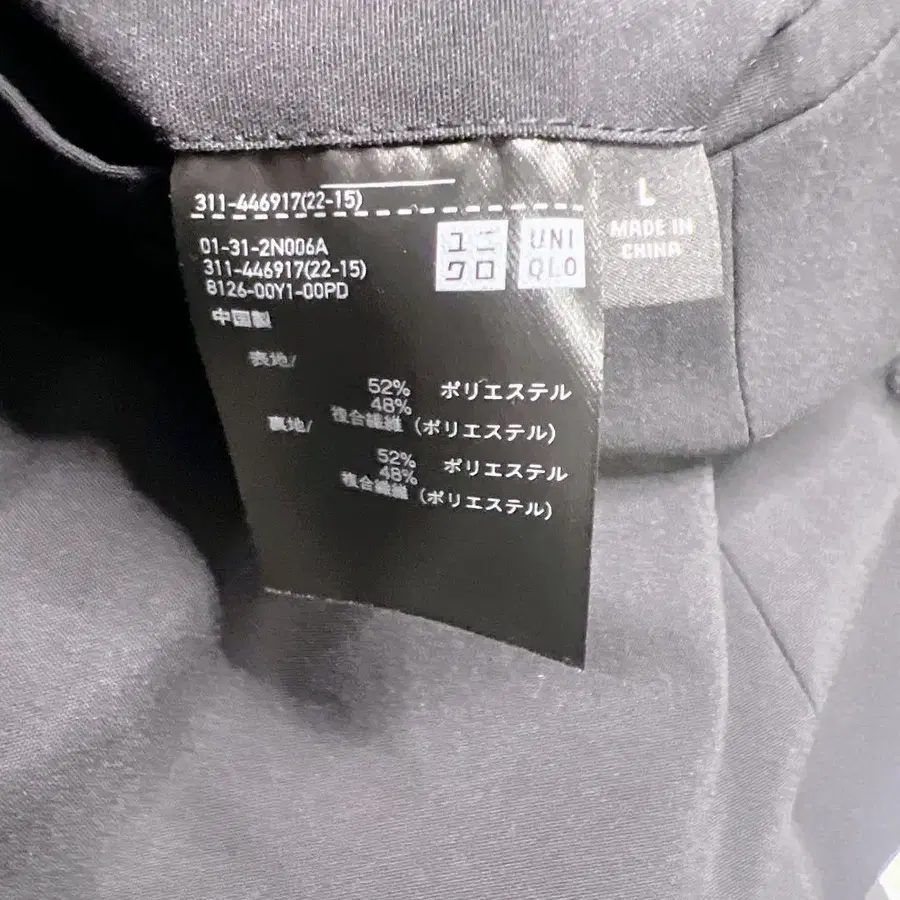 311-446917(22-15)
01-31-2N006A
311-446917(22-15)
8126-00Y1-00PD
中国製
ユニ
クロ
UNI
QLO
L
MADE IN
CHINA
表地/
52% ポリエステル
48%
複合繊維 (ポリエステル)
裏地/
52% ポリエステル
48%
複合繊維 (ポリエステル)